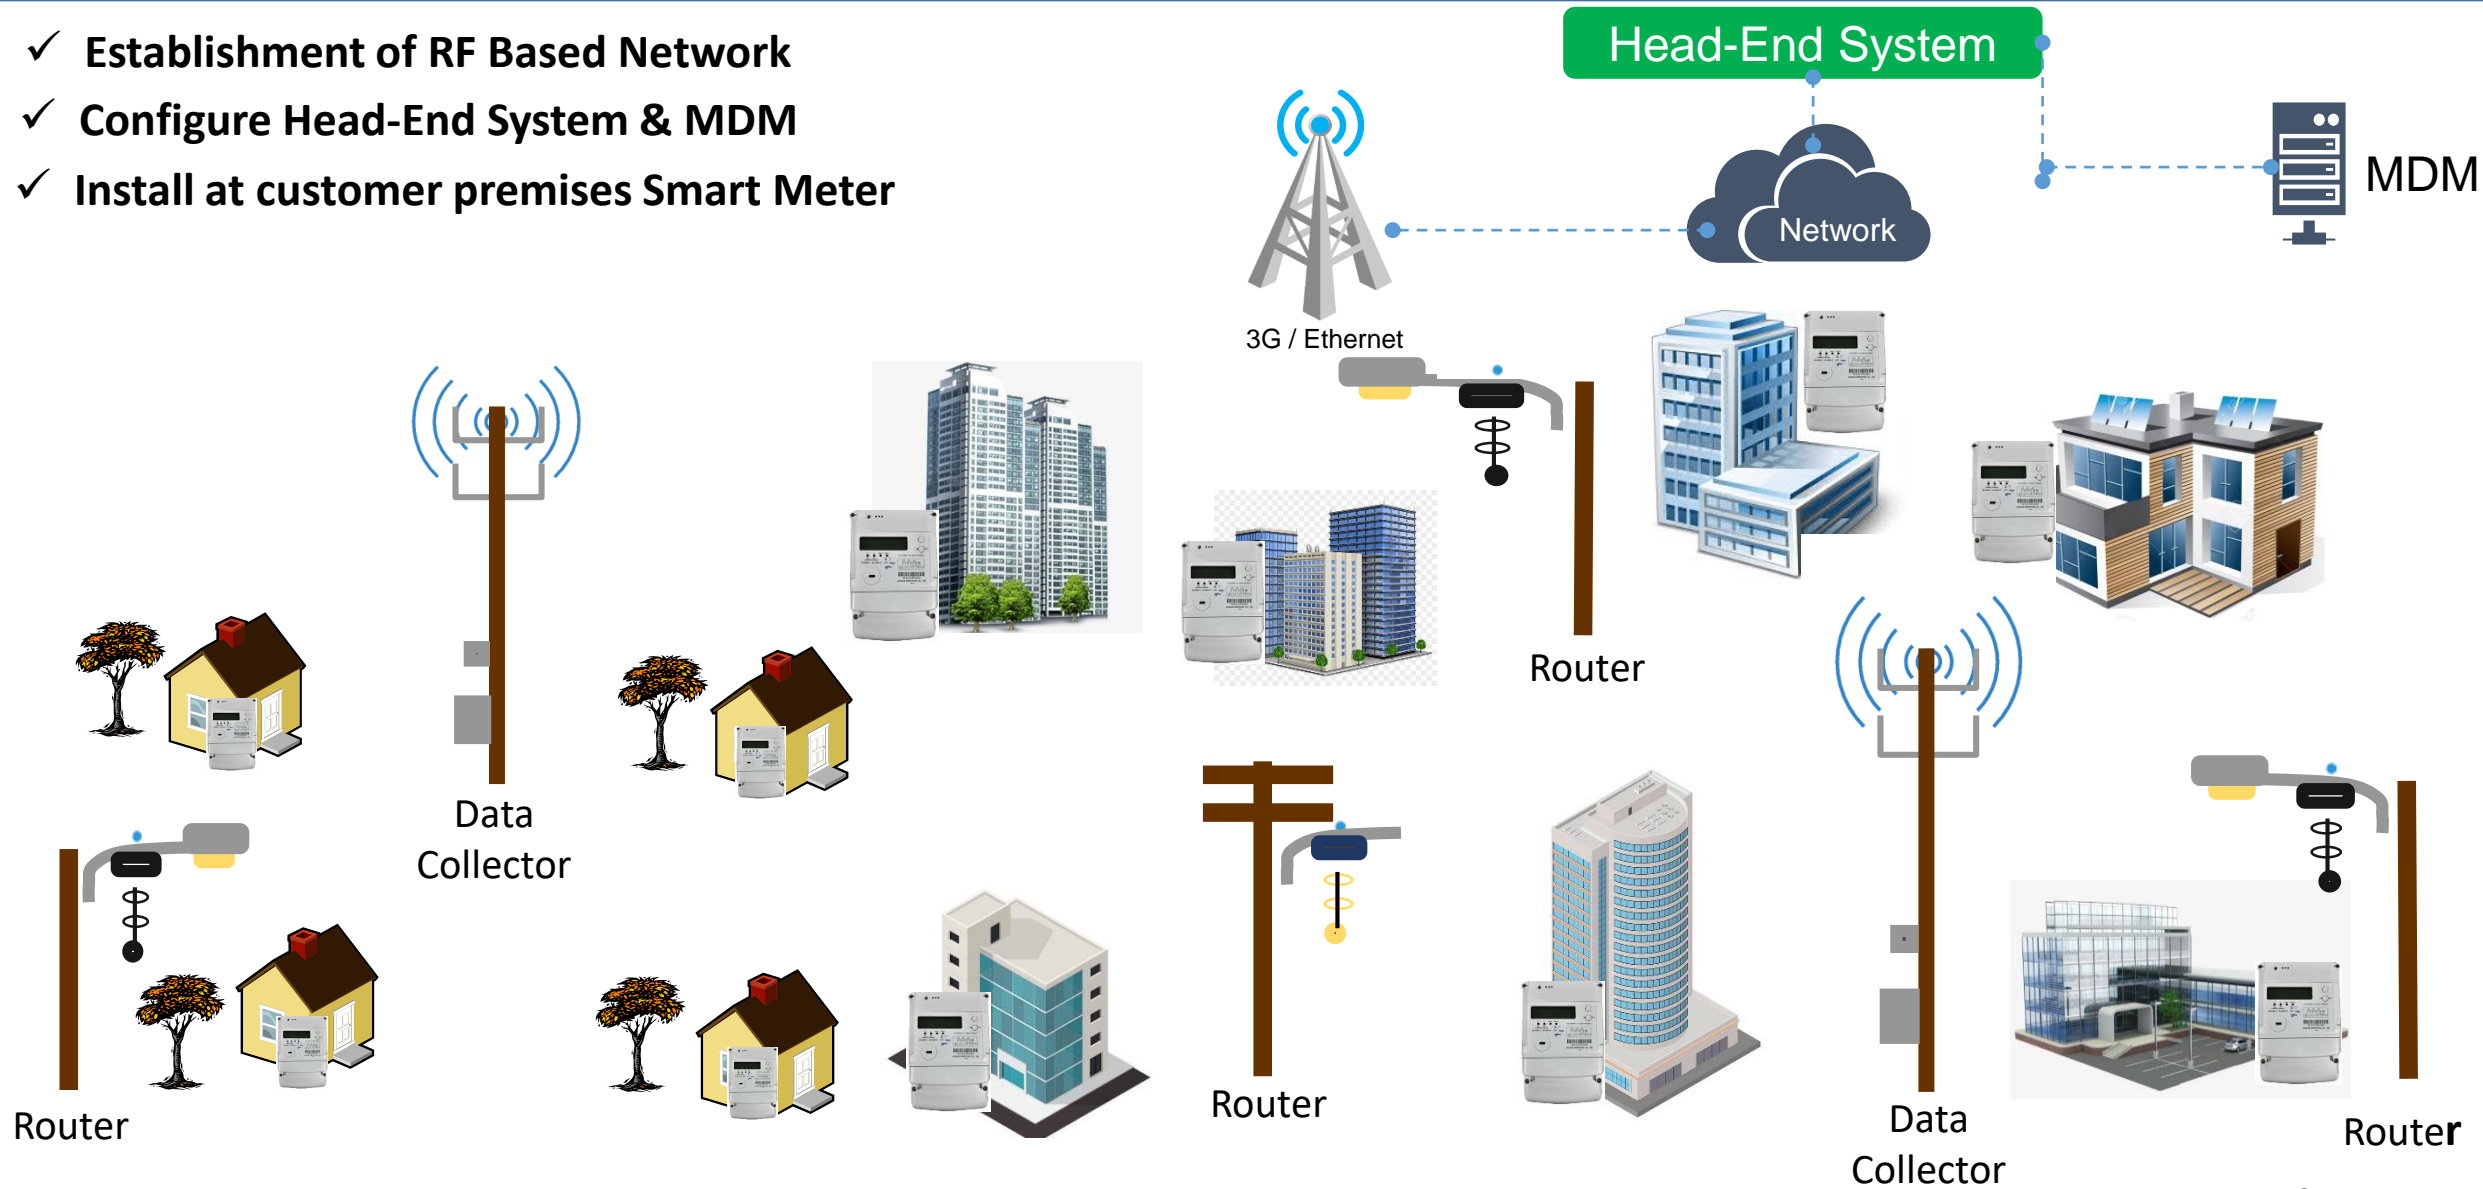 ✓ Establishment of RF Based Network
✓ Configure Head-End System & MDM
✓ Install at customer premises Smart Meter
Head-End System
Network
MDM
3G / Ethernet
Router
Data
Collector
Router
Router
Data
Collector
Router